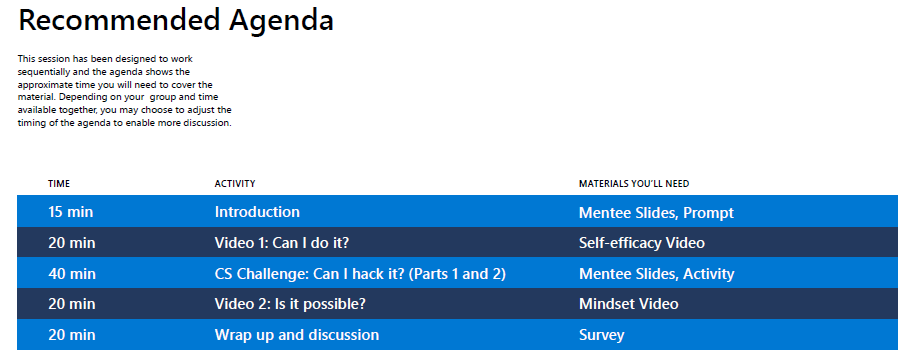 Recommended Agenda
This session has been designed to work
sequentially and the agenda shows the
approximate time you will need to cover the
material. Depending on your group and time
available together, you may choose to adjust the
timing of the agenda to enable more discussion.
TIME ACTIVITY MATERIALS YOU'LL NEED
15 min Introduction Mentee Slides, Prompt
20 min Video 1: Can I do it? Self-efficacy Video
40 min CS Challenge: Can I hack it? (Parts 1 and 2) Mentee Slides, Activity
20 min Video 2: Is it possible? Mindset Video
20 min Wrap up and discussion Survey